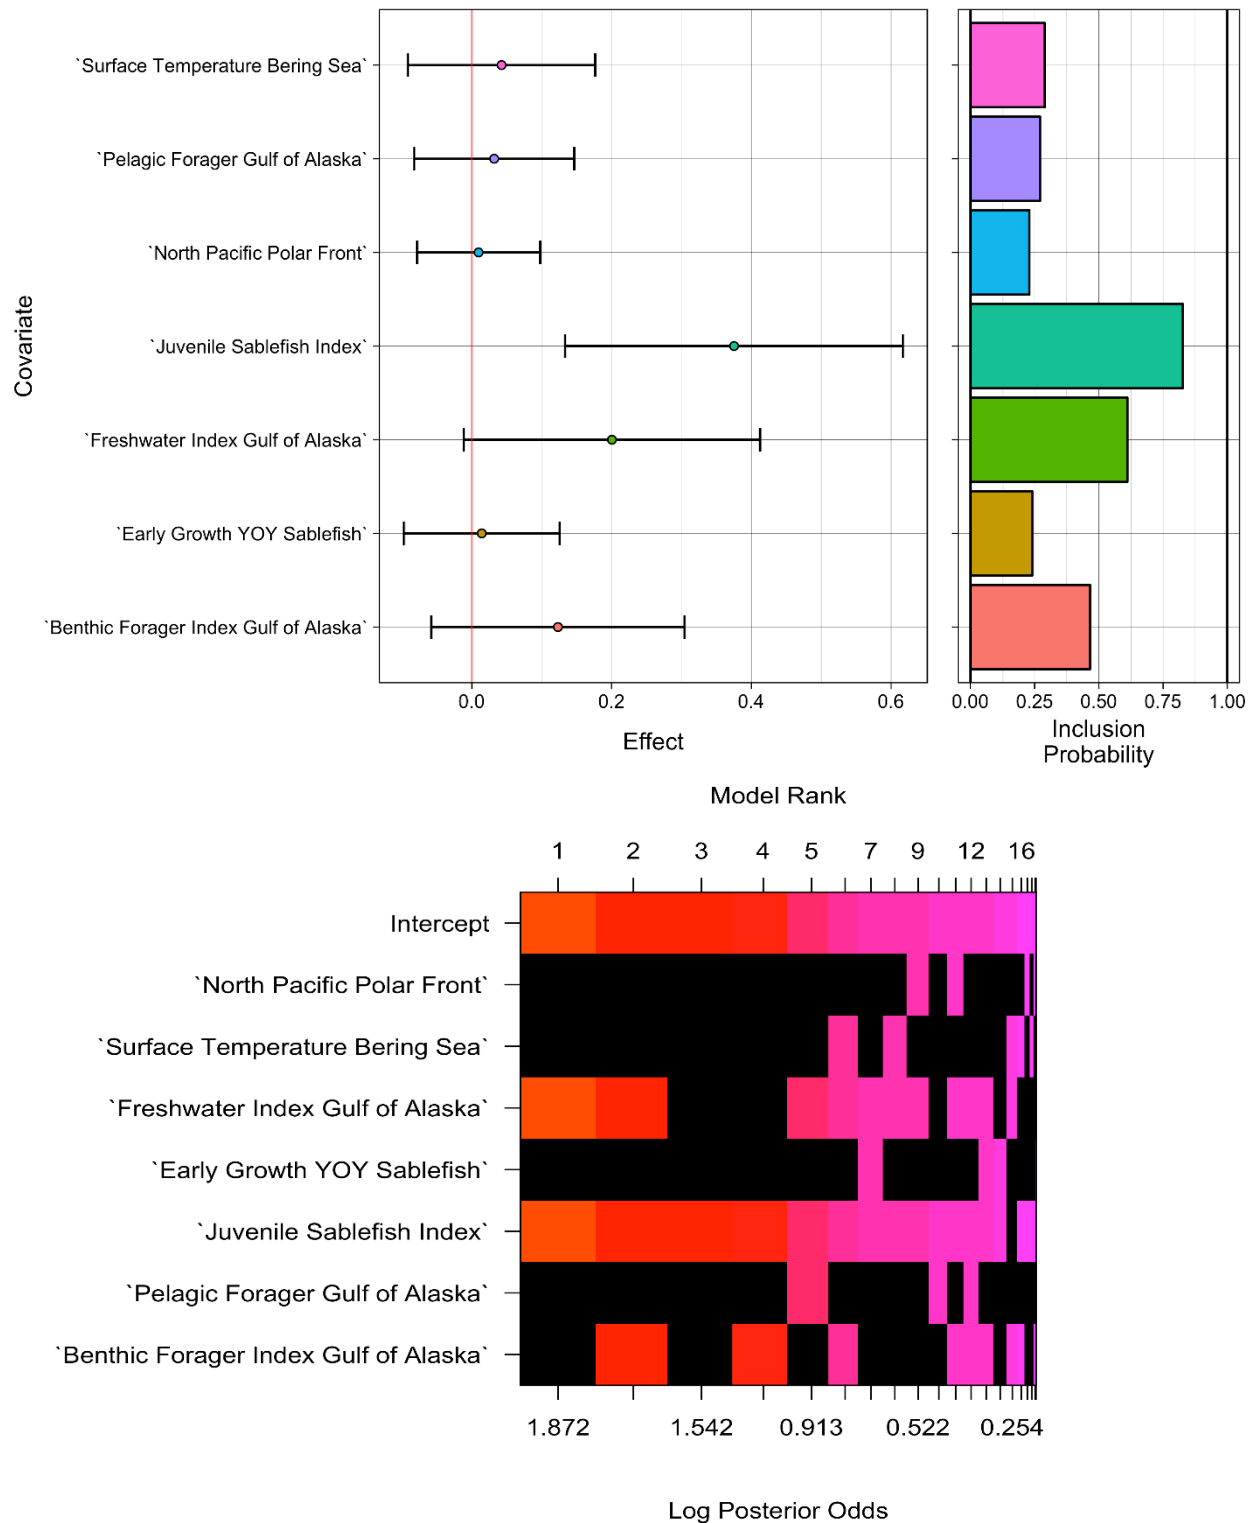 `Surface Temperature Bering Sea`
`Pelagic Forager Gulf of Alaska`
`North Pacific Polar Front`
`Juvenile Sablefish Index`
`Freshwater Index Gulf of Alaska`
`Early Growth YOY Sablefish`
`Benthic Forager Index Gulf of Alaska`
Covariate
0.0 0.2 0.4 0.6
Effect
0.00 0.25 0.50 0.75 1.00
Inclusion
Probability
Model Rank
1 2 3 4 5 7 9 12 16
Intercept
`North Pacific Polar Front`
`Surface Temperature Bering Sea`
`Freshwater Index Gulf of Alaska`
`Early Growth YOY Sablefish`
`Juvenile Sablefish Index`
`Pelagic Forager Gulf of Alaska`
`Benthic Forager Index Gulf of Alaska`
1.872 1.542 0.913 0.522 0.254
Log Posterior Odds